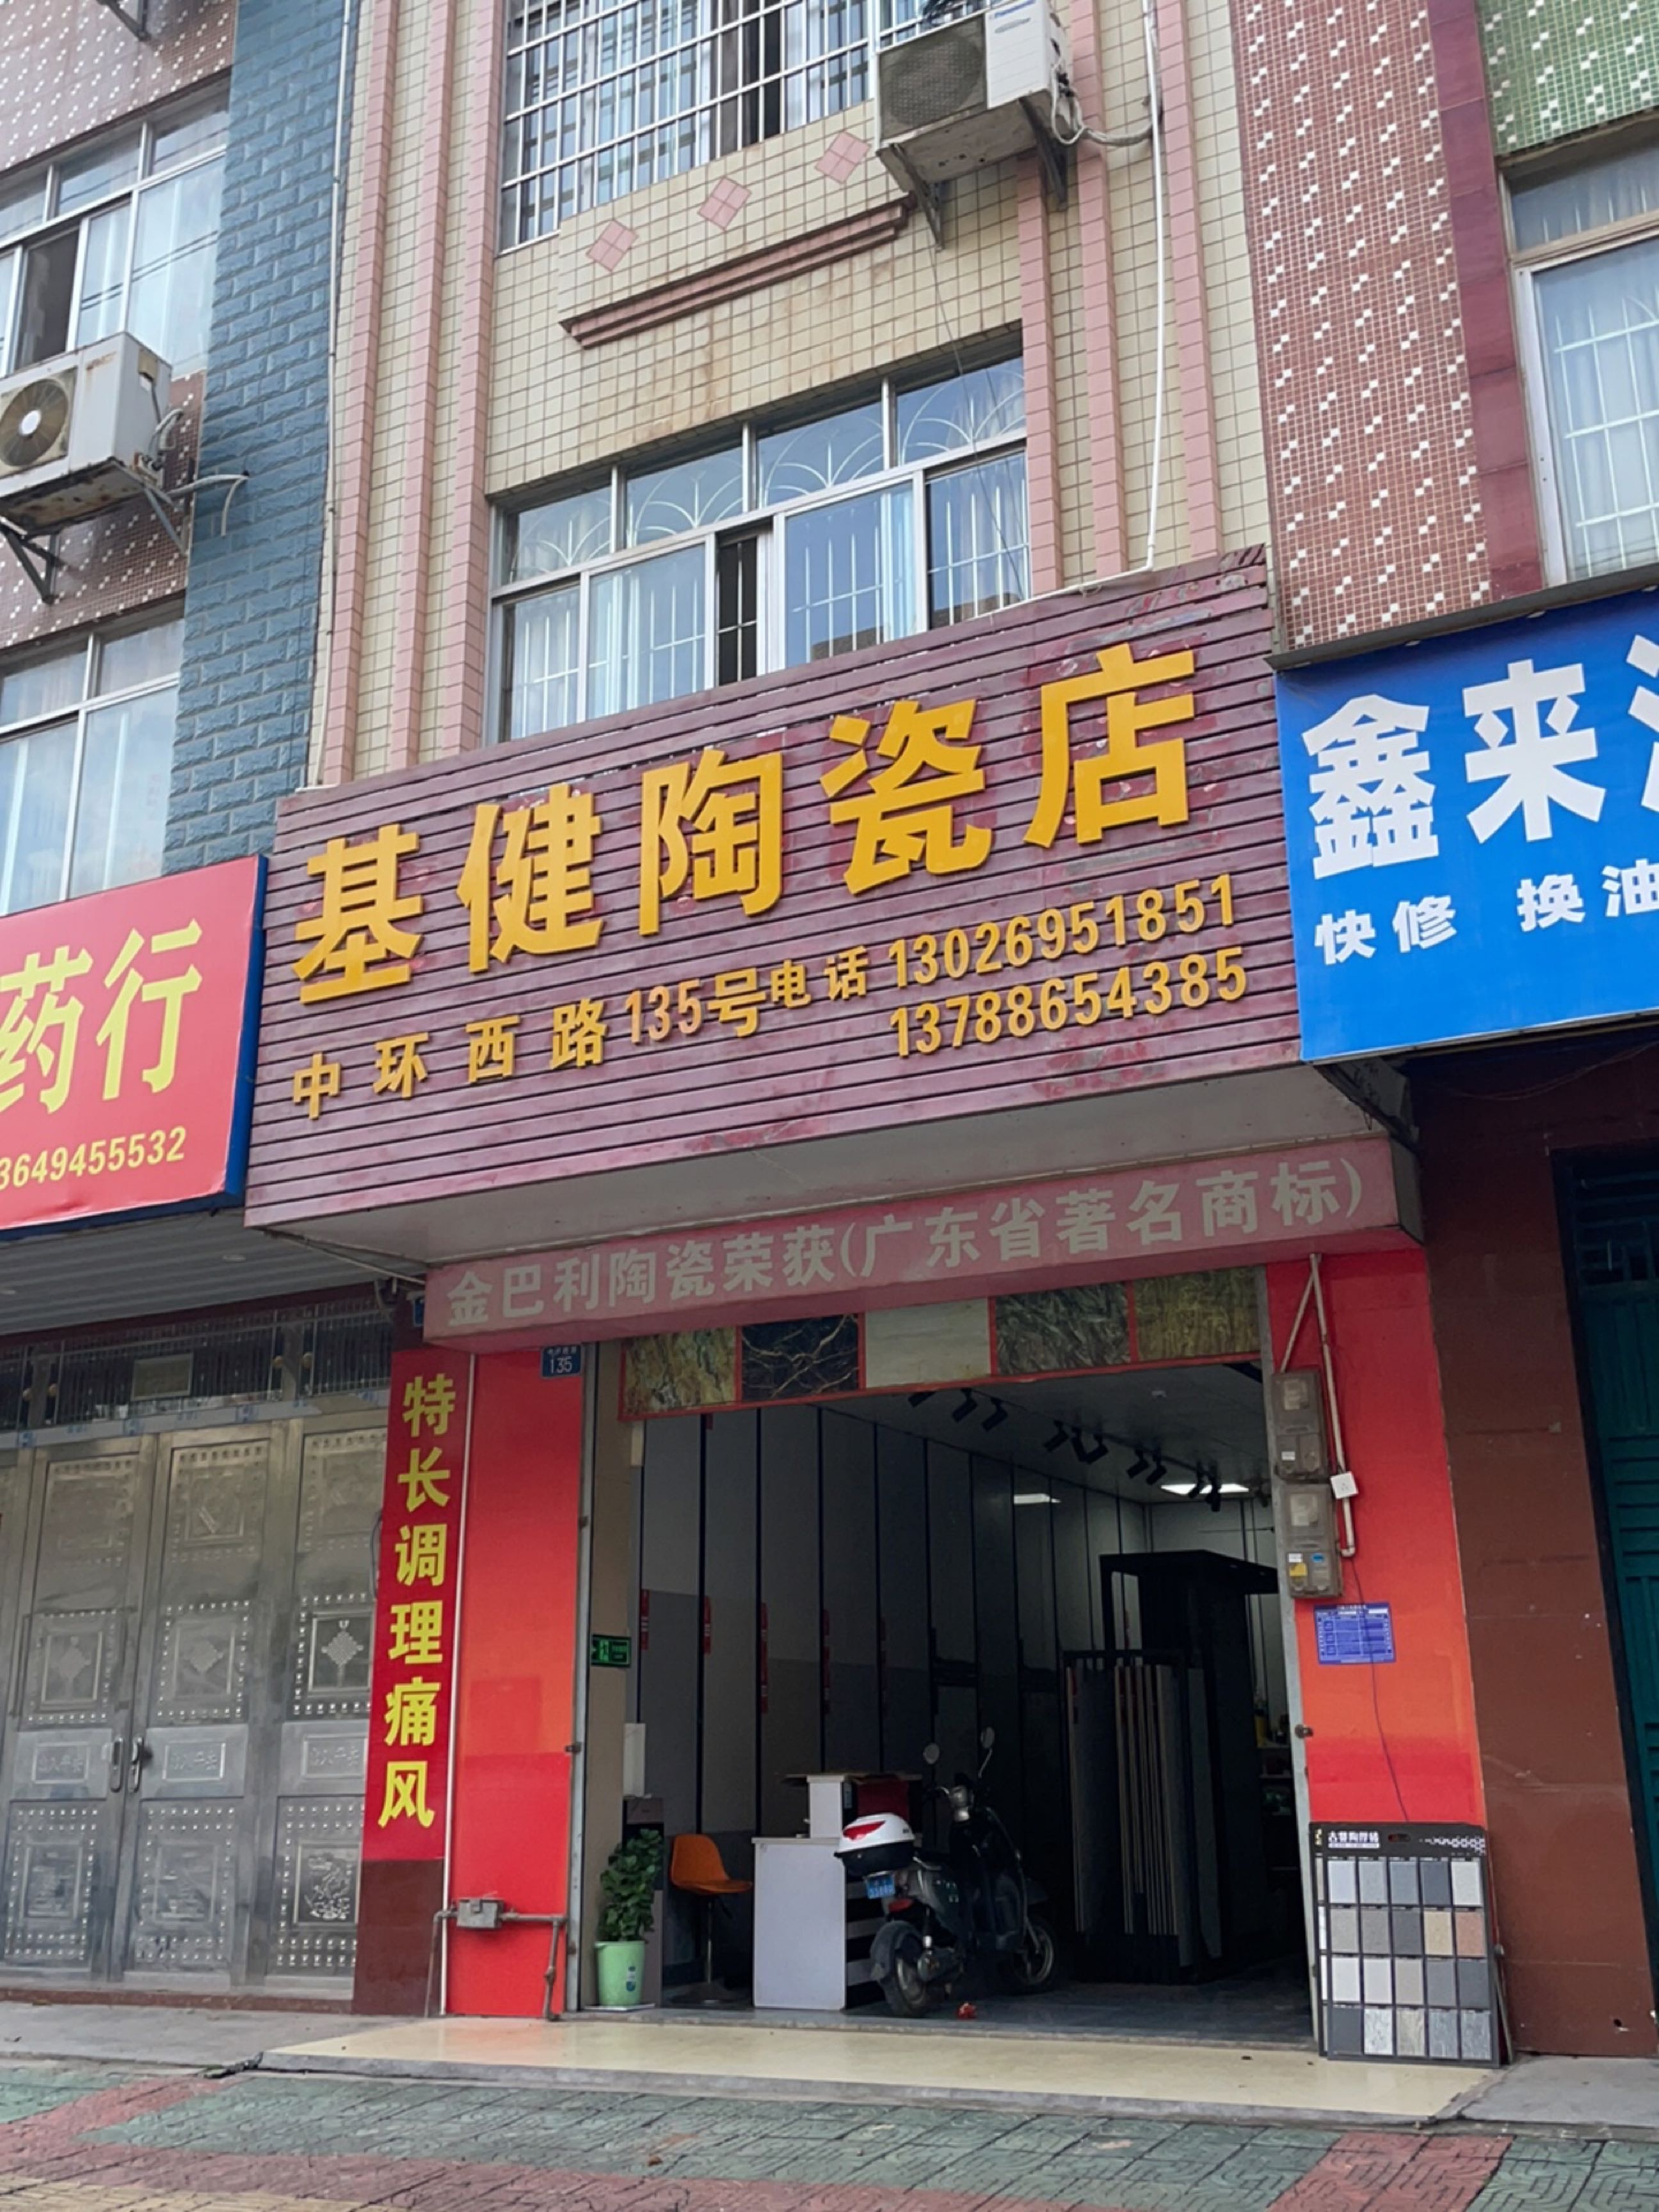 基健陶瓷店
中环西路135号电话 13026951851
13788654385
金巴利陶瓷荣获(广东省著名商标)
135
药行
3649455532
特长调理痛风
鑫来
快修 换油